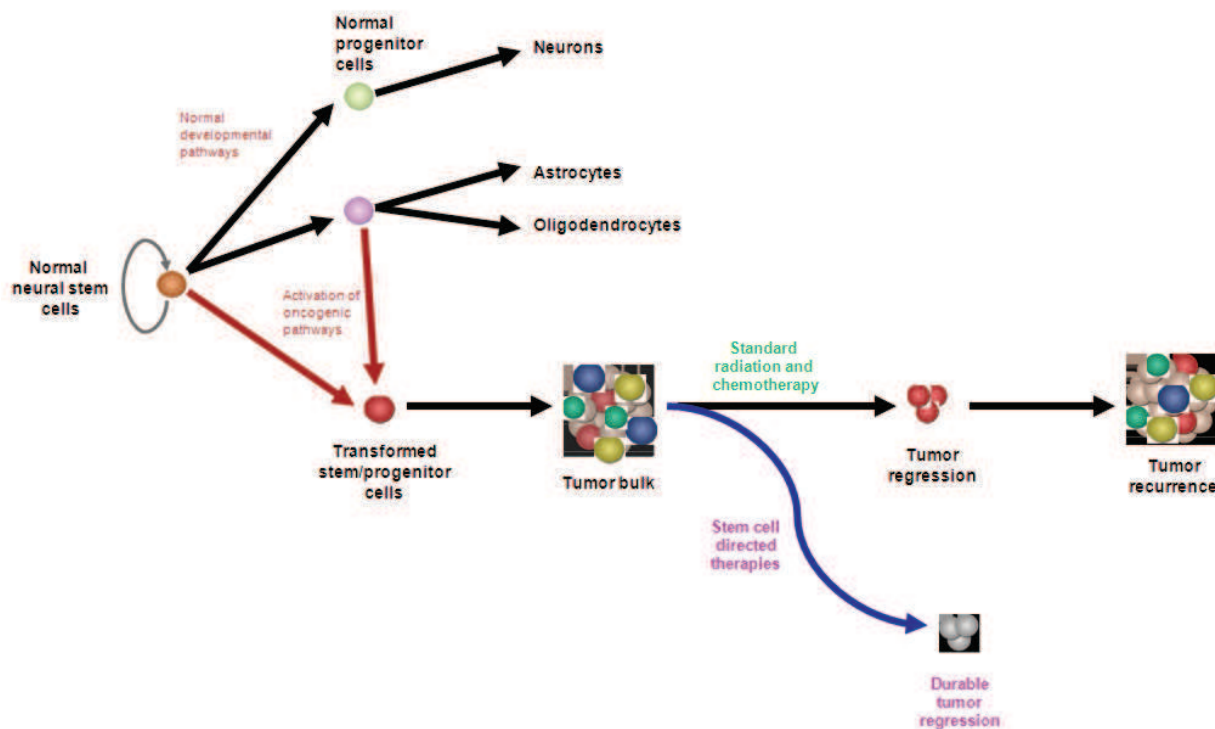 Normal
progenitor
cells
Neurons
Normal
developmental
pathways
Astrocytes
Oligodendrocytes
Normal
neural stem
cells
Activation of
oncogenic
pathways
Transformed
stem/progenitor
cells
Tumor bulk
Standard
radiation and
chemotherapy
Tumor
regression
Tumor
recurrence
Stem cell
directed
therapies
Durable
tumor
regression